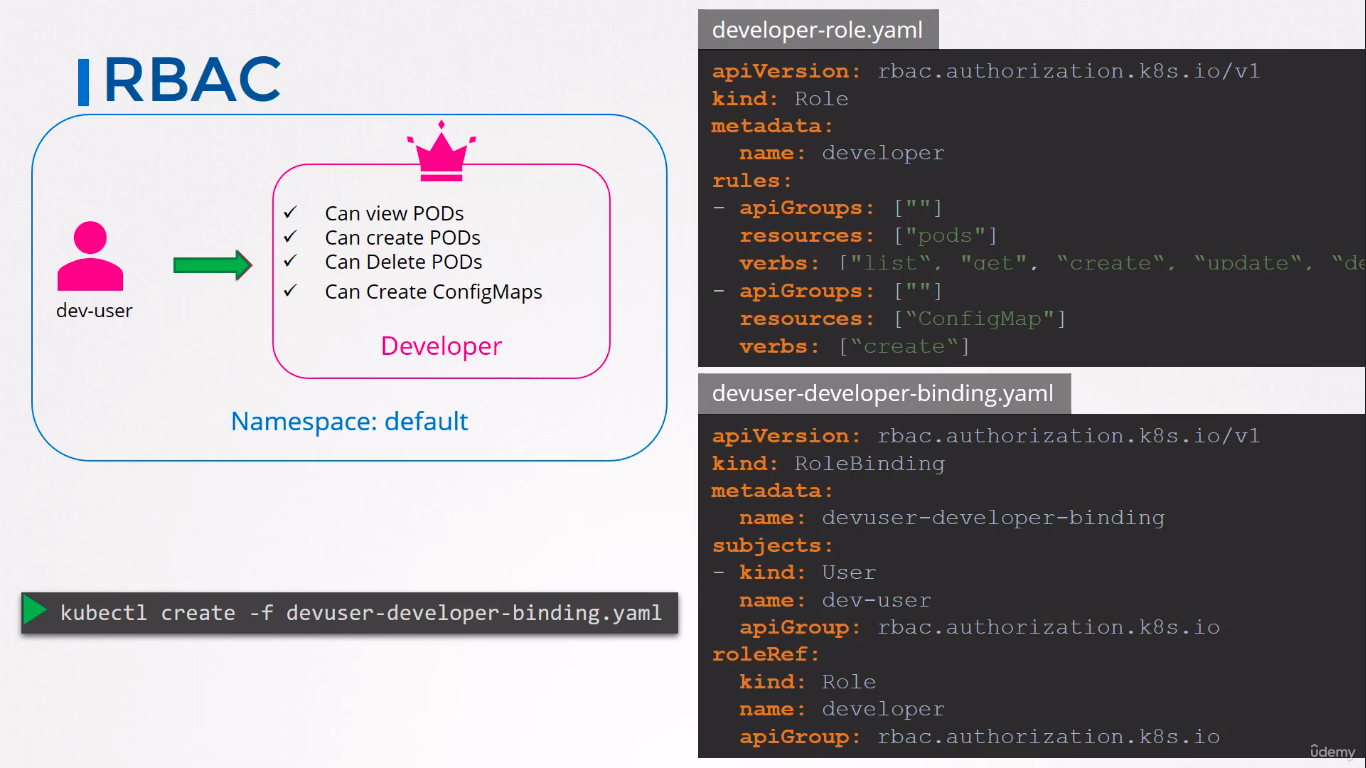 RBAC
Can view PODs
Can create PODs
Can Delete PODs
Can Create ConfigMaps
Developer
dev-user
Namespace: default
kubectl create -f devuser-developer-binding.yaml
developer-role.yaml
apiVersion: rbac.authorization.k8s.io/v1
kind: Role
metadata:
  name: developer
rules:
- apiGroups: [""]
  resources: ["pods"]
  verbs: ["list“, "get", “create“, “update“, “de
- apiGroups: [""]
  resources: [“ConfigMap"]
  verbs: [“create“]
devuser-developer-binding.yaml
apiVersion: rbac.authorization.k8s.io/v1
kind: RoleBinding
metadata:
  name: devuser-developer-binding
subjects:
- kind: User
  name: dev-user
  apiGroup: rbac.authorization.k8s.io
roleRef:
  kind: Role
  name: developer
  apiGroup: rbac.authorization.k8s.io
ûdemy